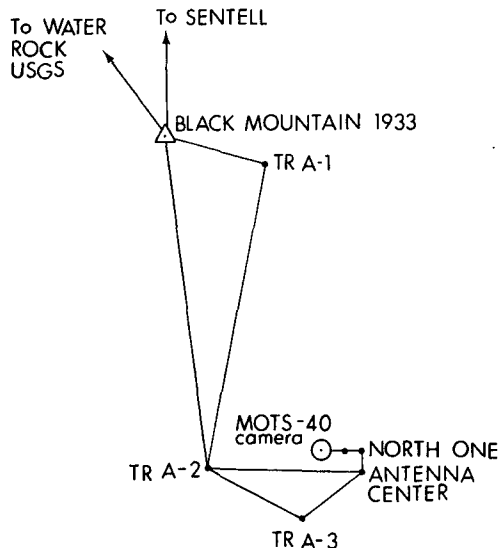 To WATER
ROCK
USGS
To SENTELL
BLACK MOUNTAIN 1933
TR A-1
MOTS-40
camera
NORTH ONE
TR A-2
ANTENNA
CENTER
TR A-3